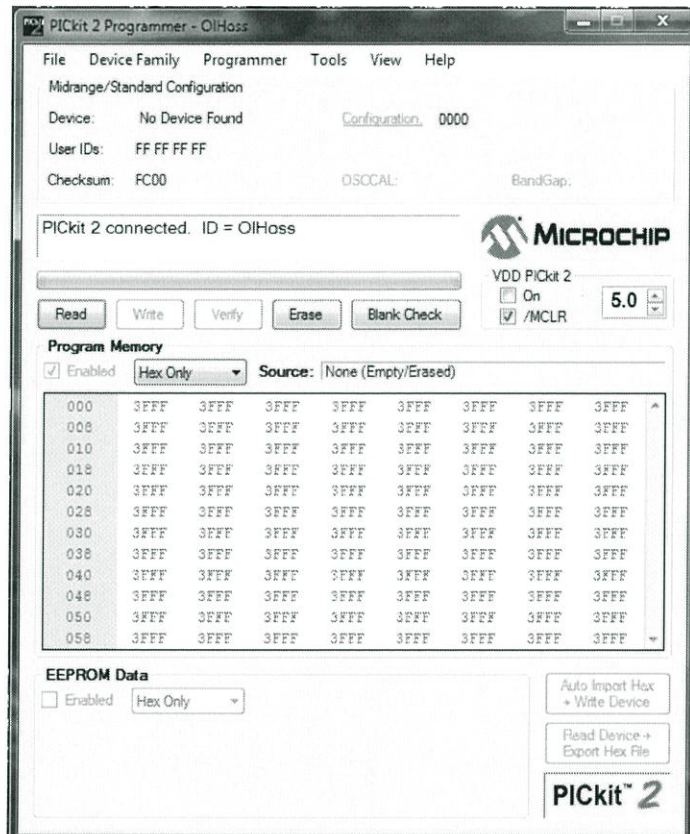 PICkit 2 Programmer - OlHoss
File Device Family Programmer Tools View Help
Midrange/Standard Configuration
Device: No Device Found Configuration: 0000
User IDs: FF FF FF FF
Checksum: FC00 OSCCAL: BandGap:
PICkit 2 connected. ID = OlHoss
MICROCHIP
VDD PICkit 2
On
/MCLR
5.0
Read Write Verify Erase Blank Check
Program Memory
Enabled Hex Only Source: None (Empty/Erased)
000 3FFF 3FFF 3FFF 3FFF 3FFF 3FFF 3FFF 3FFF
008 3FFF 3FFF 3FFF 3FFF 3FFF 3FFF 3FFF 3FFF
010 3FFF 3FFF 3FFF 3FFF 3FFF 3FFF 3FFF 3FFF
018 3FFF 3FFF 3FFF 3FFF 3FFF 3FFF 3FFF 3FFF
020 3FFF 3FFF 3FFF 3FFF 3FFF 3FFF 3FFF 3FFF
028 3FFF 3FFF 3FFF 3FFF 3FFF 3FFF 3FFF 3FFF
030 3FFF 3FFF 3FFF 3FFF 3FFF 3FFF 3FFF 3FFF
038 3FFF 3FFF 3FFF 3FFF 3FFF 3FFF 3FFF 3FFF
040 3FFF 3FFF 3FFF 3FFF 3FFF 3FFF 3FFF 3FFF
048 3FFF 3FFF 3FFF 3FFF 3FFF 3FFF 3FFF 3FFF
050 3FFF 3FFF 3FFF 3FFF 3FFF 3FFF 3FFF 3FFF
058 3FFF 3FFF 3FFF 3FFF 3FFF 3FFF 3FFF 3FFF
EEPROM Data
Enabled Hex Only
Auto Import Hex
+ Write Device
Read Device +
Export Hex File
PICkit™ 2